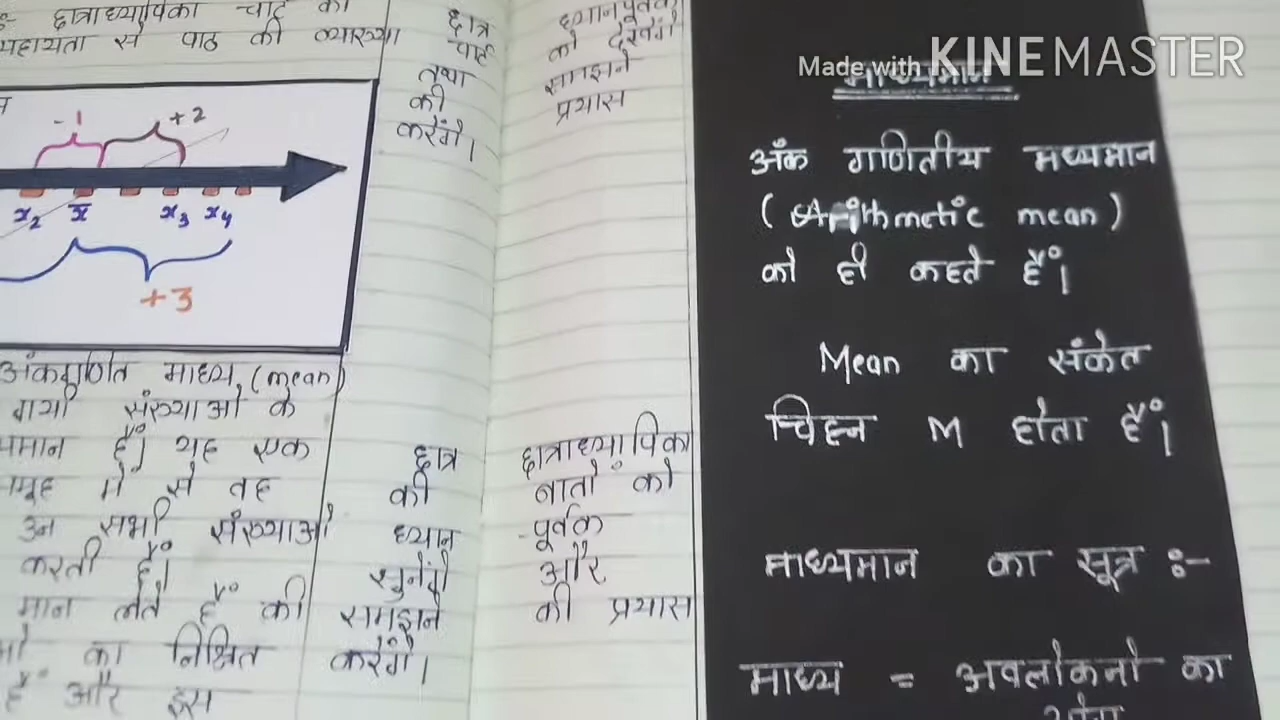 छात्राध्यापिका चार्ट की
सहायता से पाठ की व्याख्या
-1
+2
x₂ x̄ x₃ x₄
+3
अंकगणित माध्य (mean)
गयी संख्याओ के
है। यह एक
में से वह
उन सभी संख्याओ
करती है।
मान लेते हैं की
का निश्चित
हैं और इस
छात्र ध्यानपूर्वक
चार्ट को देखेंगे
तथा समझने
की प्रयास
करेंगे।
छात्र छात्राध्यापिका
की बातों को
ध्यान -पूर्वक
सुनेंगे और
समझने की प्रयास
करेंगे।
Made with KINEMASTER
माध्यमान
अंक गणितीय मध्यमान
(Arithmetic mean)
को ही कहते हैं।
Mean का संकेत
चिह्न M होता हैं।
माध्यमान का सूत्र :-
माध्य = अवलोकनो का